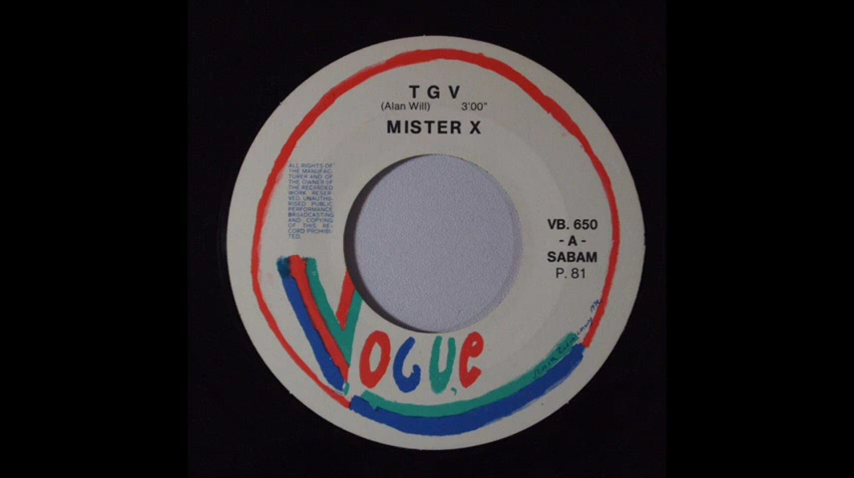 T G V
(Alan Will) 3'00"
MISTER X
ALL RIGHTS OF
THE MANUFAC-
TURER AND OF
THE OWNER OF
THE RECORDED
WORK RESER-
VED. UNAUTHO-
RISED PUBLIC
PERFORMANCE
BROADCASTING
AND COPYING
OF THIS RE-
CORD PROHIBI-
TED.
VB. 650
- A -
SABAM
P. 81
VOGUE